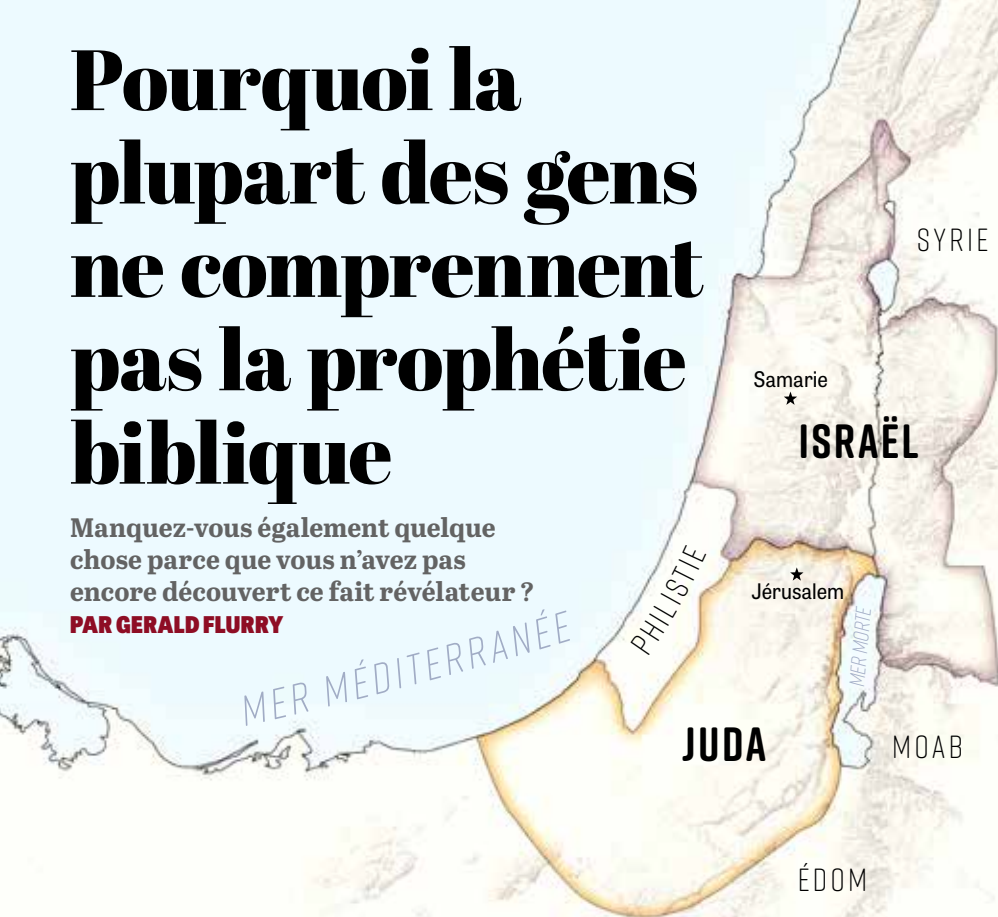 Pourquoi la
plupart des gens
ne comprennent
pas la prophétie
biblique
Manquez-vous également quelque
chose parce que vous n’avez pas
encore découvert ce fait révélateur ?
PAR GERALD FLURRY
SYRIE
Samarie
ISRAËL
PHILISTIE
Jérusalem
MER MORTE
MER MÉDITERRANÉE
JUDA
MOAB
ÉDOM